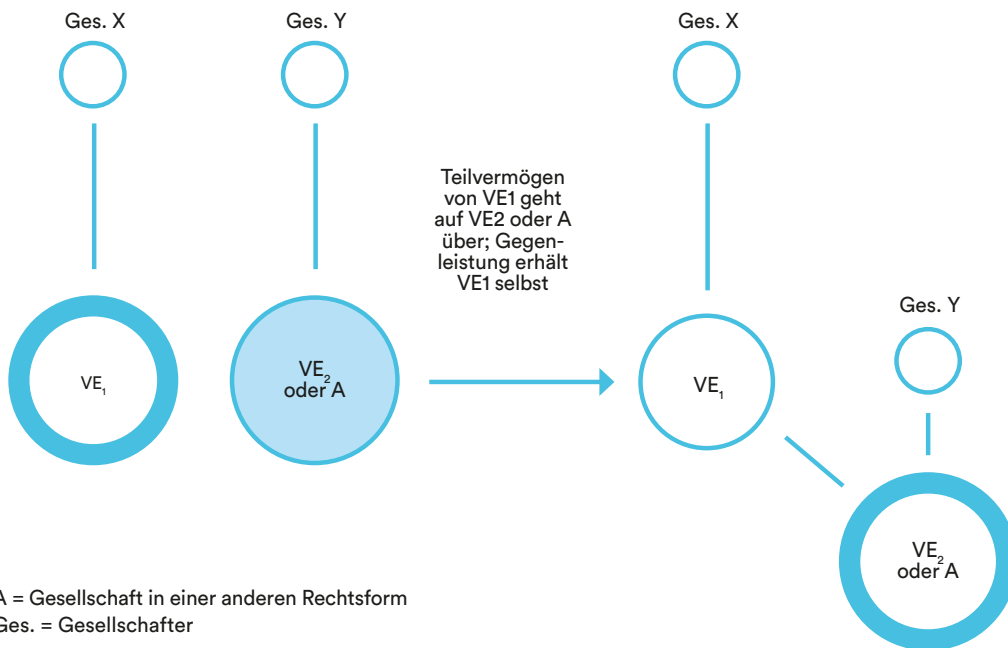 Ges. X
Ges. Y
Ges. X
Teilvermögen
von VE1 geht
auf VE2 oder A
über; Gegen-
leistung erhält
VE1 selbst
Ges. Y
VE₁
VE₂
oder A
VE₁
VE₂
oder A
A = Gesellschaft in einer anderen Rechtsform
Ges. = Gesellschafter